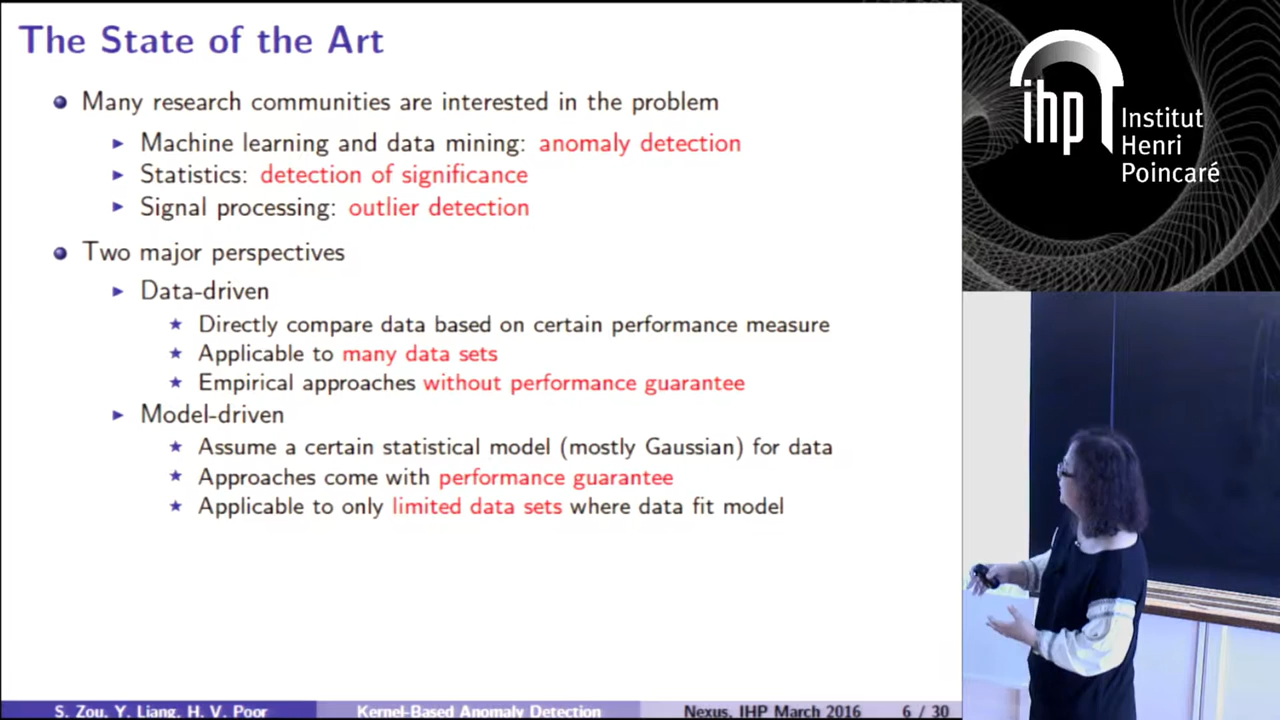 The State of the Art
Many research communities are interested in the problem
Machine learning and data mining: anomaly detection
Statistics: detection of significance
Signal processing: outlier detection
Two major perspectives
Data-driven
Directly compare data based on certain performance measure
Applicable to many data sets
Empirical approaches without performance guarantee
Model-driven
Assume a certain statistical model (mostly Gaussian) for data
Approaches come with performance guarantee
Applicable to only limited data sets where data fit model
S. Zou, Y. Liang, H. V. Poor
Kernel-Based Anomaly Detection
Nexus, IHP March 2016
6 / 30
ihp
Institut
Henri
Poincaré